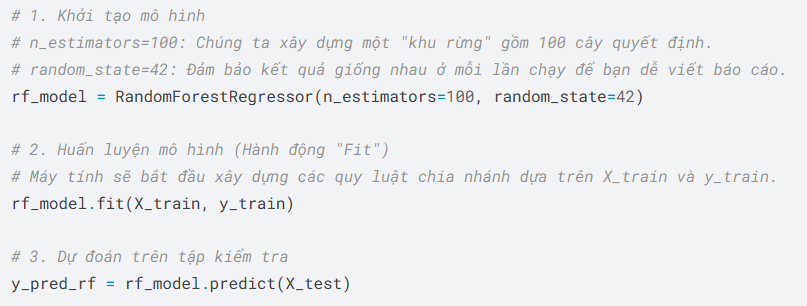 # 1. Khởi tạo mô hình
# n_estimators=100: Chúng ta xây dựng một "khu rừng" gồm 100 cây quyết định.
# random_state=42: Đảm bảo kết quả giống nhau ở mỗi lần chạy để bạn dễ viết báo cáo.
rf_model = RandomForestRegressor(n_estimators=100, random_state=42)
# 2. Huấn luyện mô hình (Hành động "Fit")
# Máy tính sẽ bắt đầu xây dựng các quy luật chia nhánh dựa trên X_train và y_train.
rf_model.fit(X_train, y_train)
# 3. Dự đoán trên tập kiểm tra
y_pred_rf = rf_model.predict(X_test)